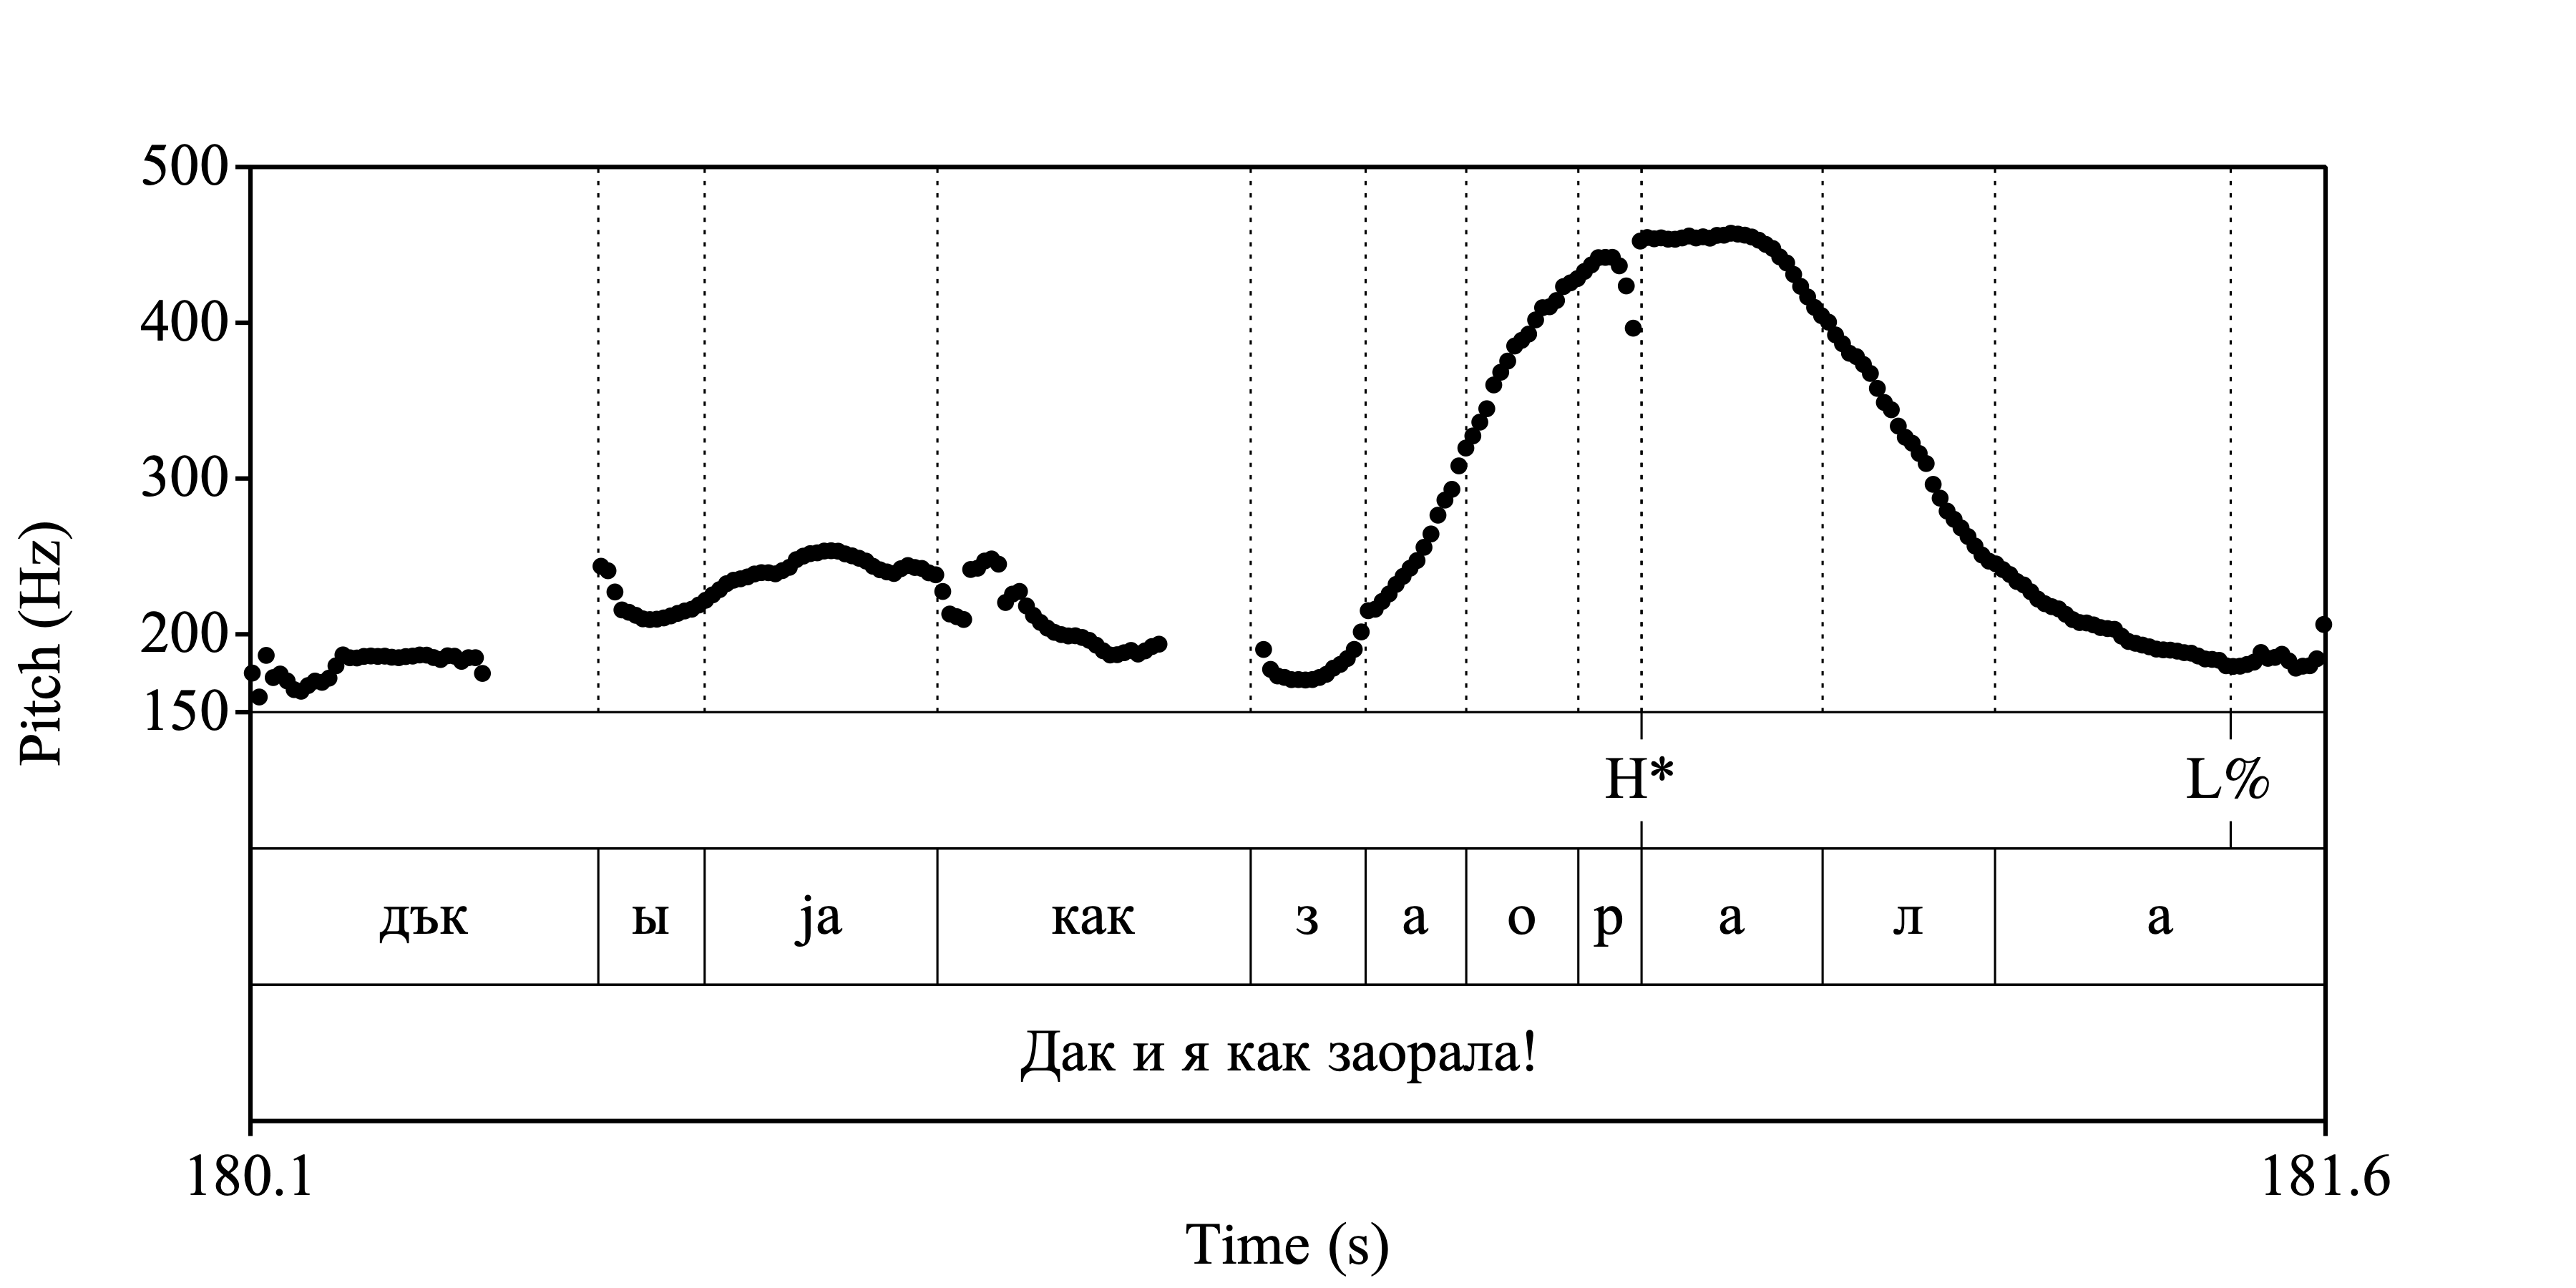 500
400
300
200
150
Pitch (Hz)
H* L%
дък ы ja как з а о р а л а
Дак и я как заорала!
180.1 181.6
Time (s)